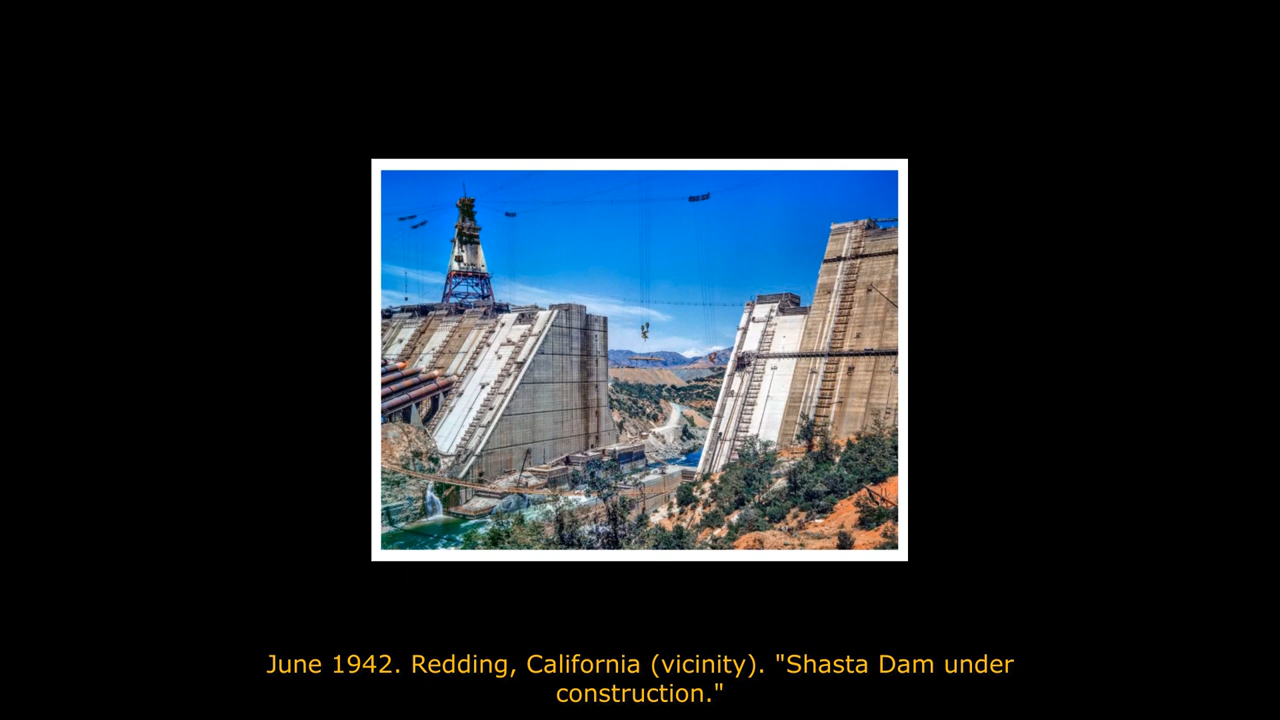 June 1942. Redding, California (vicinity). "Shasta Dam under
construction."